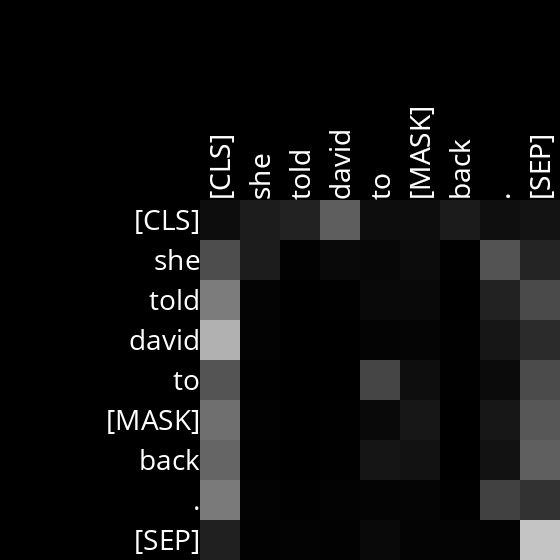 [CLS] she told david to [MASK] back . [SEP]
[CLS]
she
told
david
to
[MASK]
back
.
[SEP]